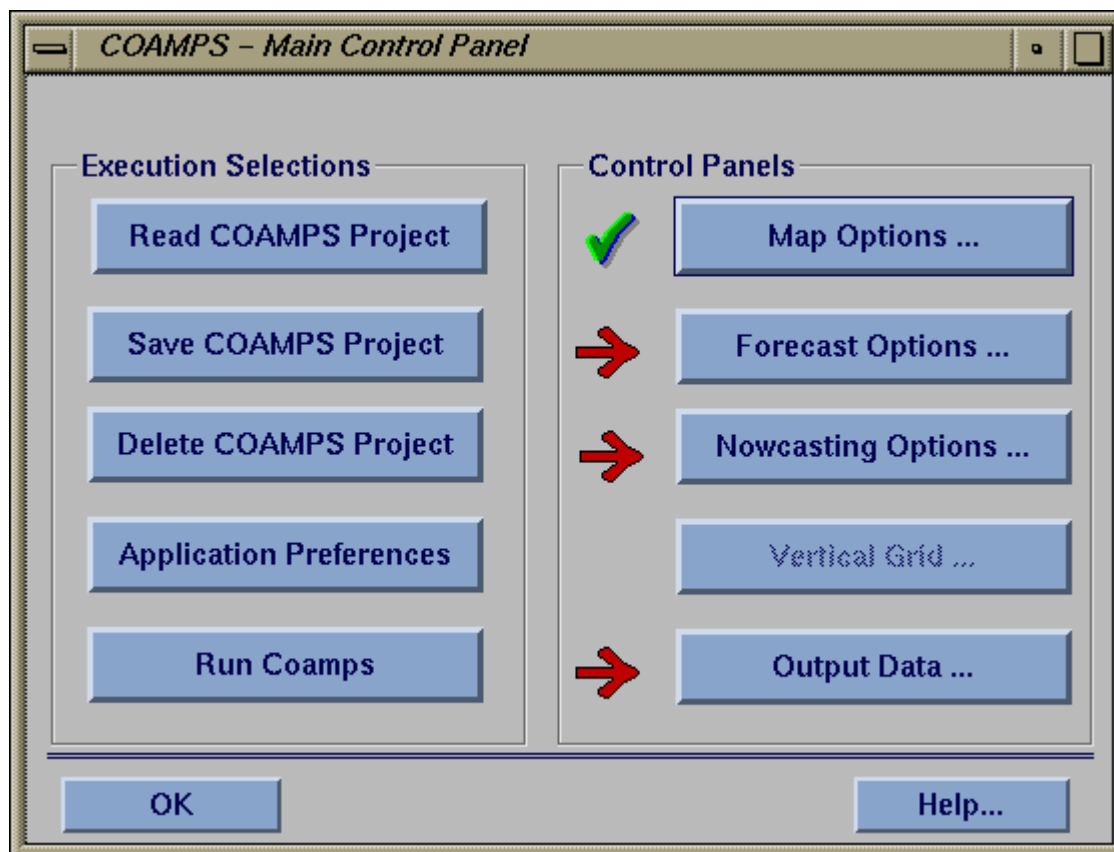 COAMPS – Main Control Panel
Execution Selections
Read COAMPS Project
Save COAMPS Project
Delete COAMPS Project
Application Preferences
Run Coamps
Control Panels
Map Options ...
Forecast Options ...
Nowcasting Options ...
Vertical Grid ...
Output Data ...
OK
Help...